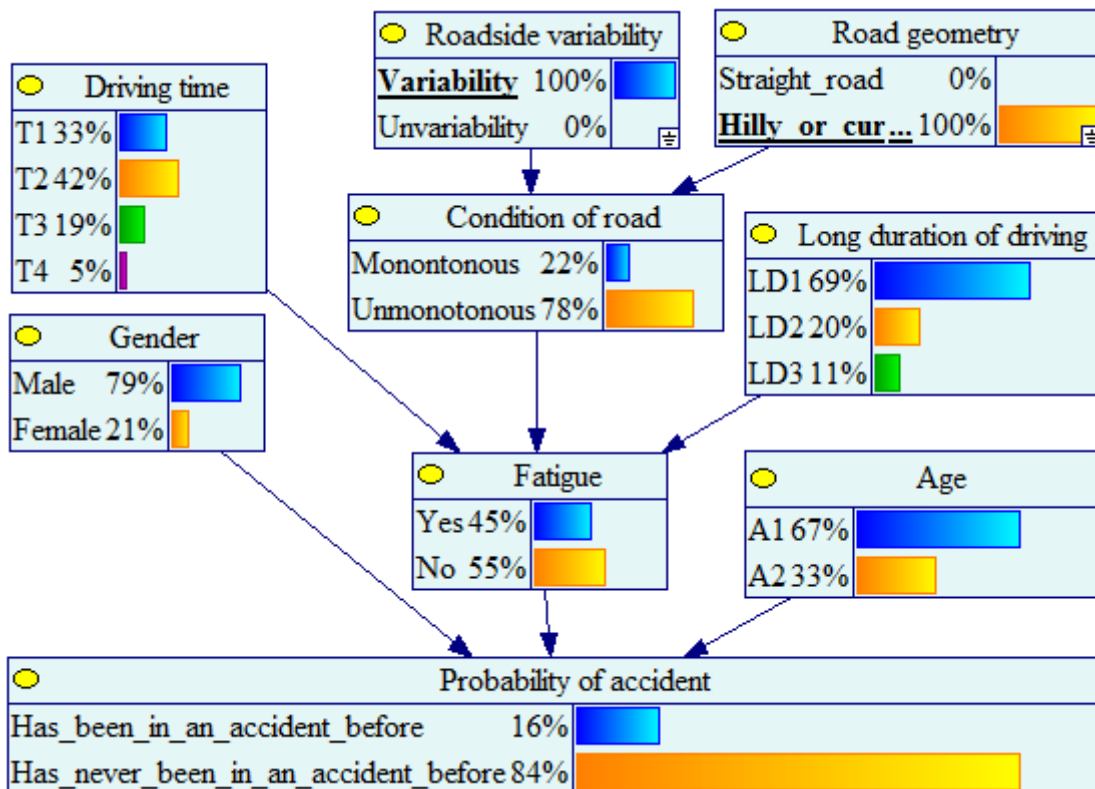 Roadside variability
Variability 100%
Unvariability 0%
Road geometry
Straight_road 0%
Hilly_or_cur... 100%
Driving time
T1 33%
T2 42%
T3 19%
T4 5%
Condition of road
Monontonous 22%
Unmonotonous 78%
Long duration of driving
LD1 69%
LD2 20%
LD3 11%
Gender
Male 79%
Female 21%
Fatigue
Yes 45%
No 55%
Age
A1 67%
A2 33%
Probability of accident
Has_been_in_an_accident_before 16%
Has_never_been_in_an_accident_before 84%